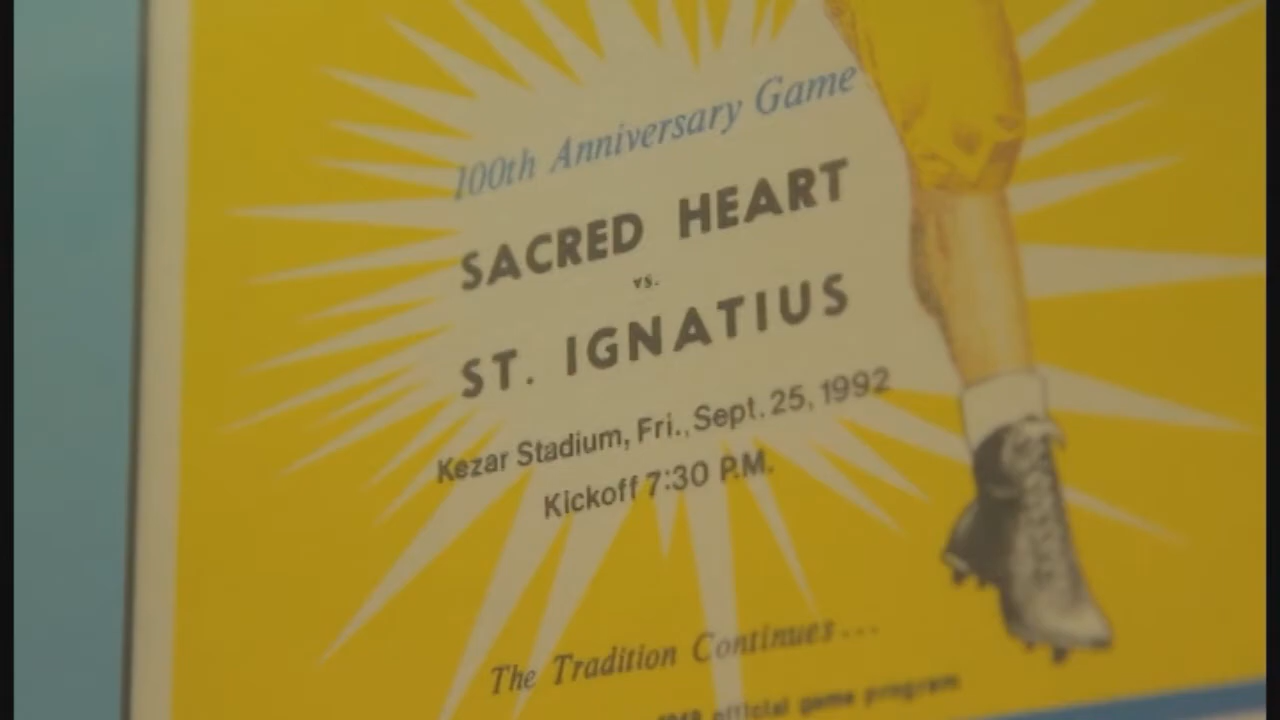 100th Anniversary Game
SACRED HEART
vs.
ST. IGNATIUS
Kezar Stadium, Fri., Sept. 25, 1992
Kickoff 7:30 P.M.
The Tradition Continues...
official game program